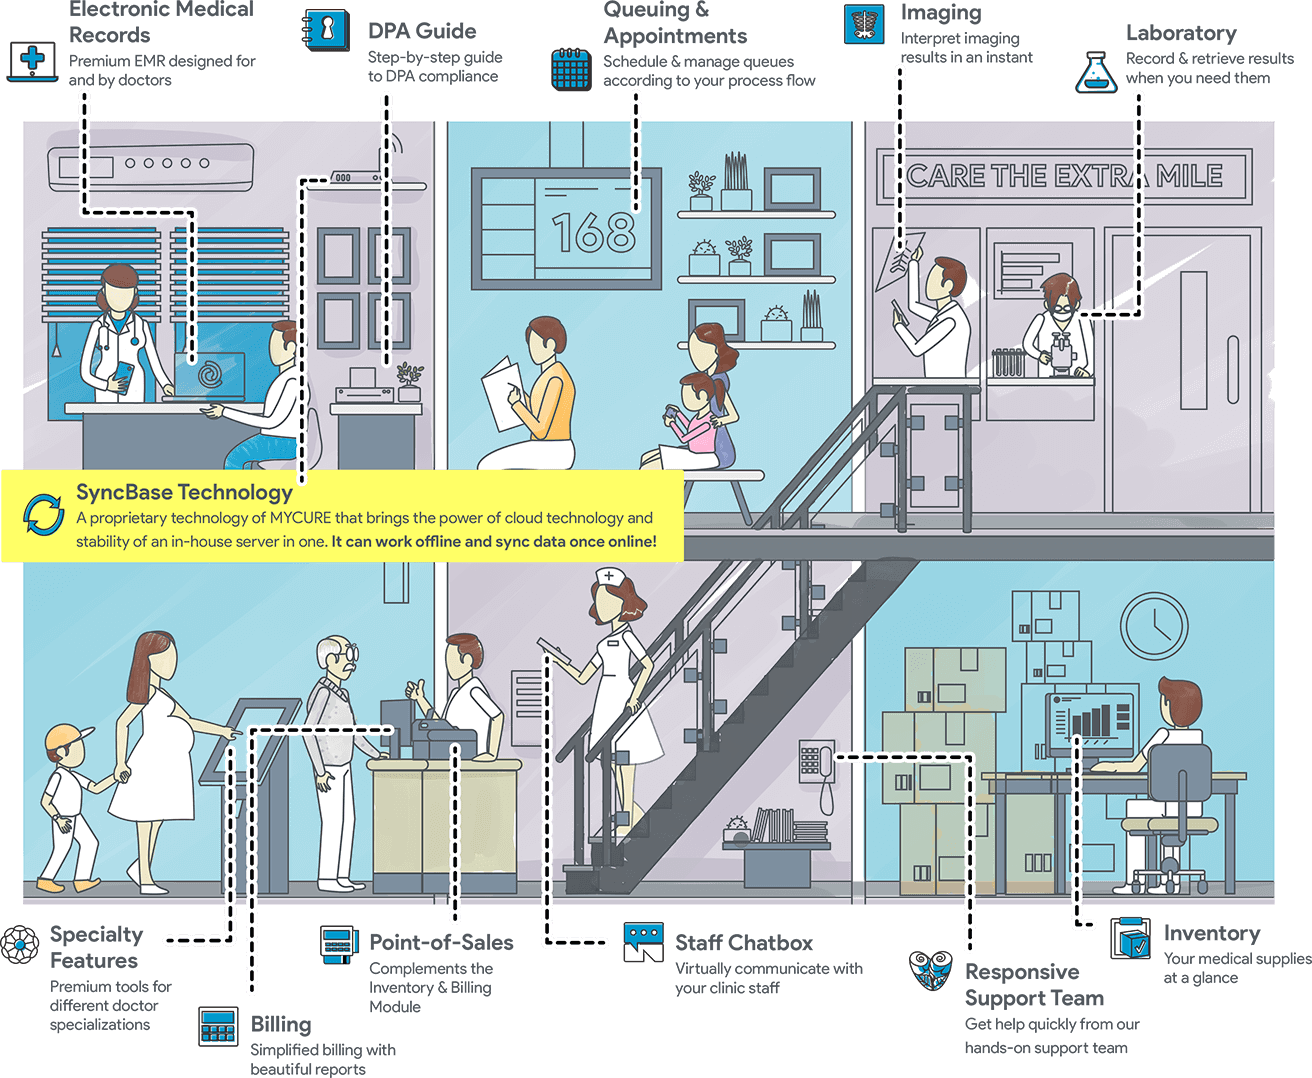 Electronic Medical
Records
Premium EMR designed for
and by doctors
DPA Guide
Step-by-step guide
to DPA compliance
Queuing &
Appointments
Schedule & manage queues
according to your process flow
Imaging
Interpret imaging
results in an instant
Laboratory
Record & retrieve results
when you need them
168
CARE THE EXTRA MILE
SyncBase Technology
A proprietary technology of MYCURE that brings the power of cloud technology and
stability of an in-house server in one. It can work offline and sync data once online!
Specialty
Features
Premium tools for
different doctor
specializations
Billing
Simplified billing with
beautiful reports
Point-of-Sales
Complements the
Inventory & Billing
Module
Staff Chatbox
Virtually communicate with
your clinic staff
Responsive
Support Team
Get help quickly from our
hands-on support team
Inventory
Your medical supplies
at a glance